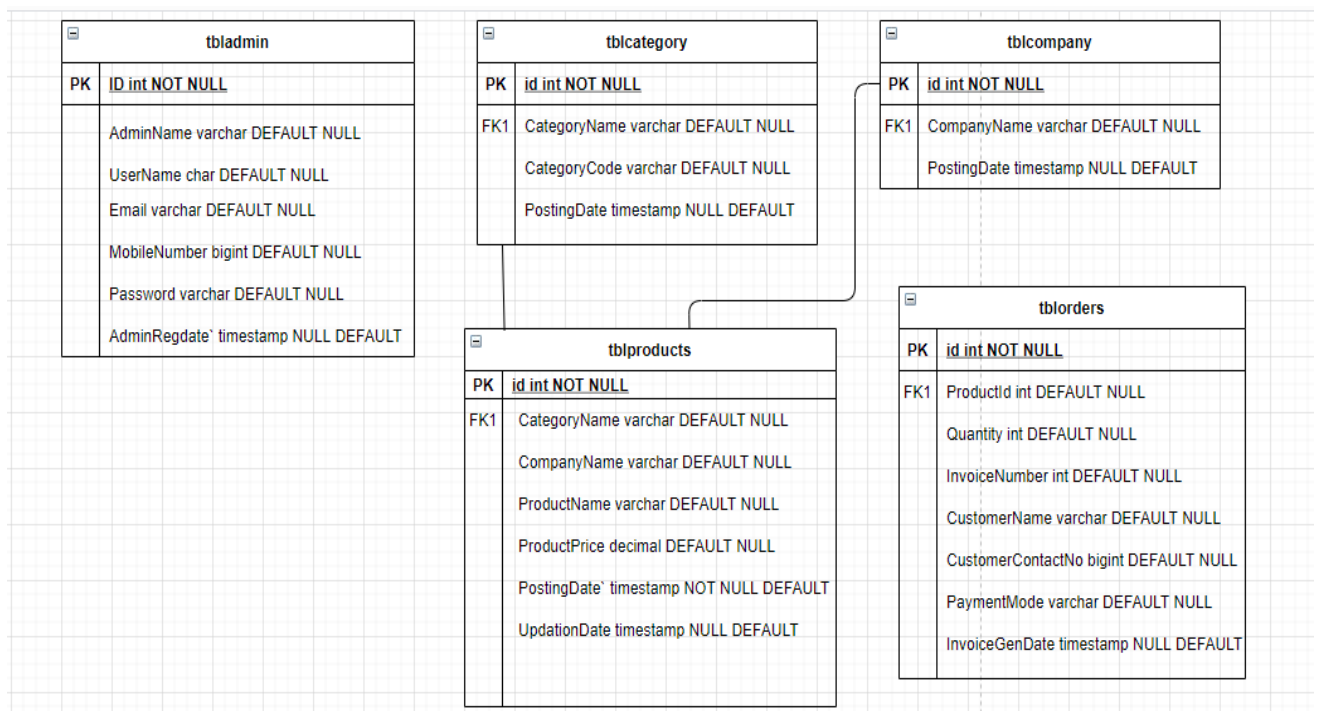 tbladmin
PK ID int NOT NULL
AdminName varchar DEFAULT NULL
UserName char DEFAULT NULL
Email varchar DEFAULT NULL
MobileNumber bigint DEFAULT NULL
Password varchar DEFAULT NULL
AdminRegdate` timestamp NULL DEFAULT
tblcategory
PK id int NOT NULL
FK1 CategoryName varchar DEFAULT NULL
CategoryCode varchar DEFAULT NULL
PostingDate timestamp NULL DEFAULT
tblcompany
PK id int NOT NULL
FK1 CompanyName varchar DEFAULT NULL
PostingDate timestamp NULL DEFAULT
tblproducts
PK id int NOT NULL
FK1 CategoryName varchar DEFAULT NULL
CompanyName varchar DEFAULT NULL
ProductName varchar DEFAULT NULL
ProductPrice decimal DEFAULT NULL
PostingDate` timestamp NOT NULL DEFAULT
UpdationDate timestamp NULL DEFAULT
tblorders
PK id int NOT NULL
FK1 ProductId int DEFAULT NULL
Quantity int DEFAULT NULL
InvoiceNumber int DEFAULT NULL
CustomerName varchar DEFAULT NULL
CustomerContactNo bigint DEFAULT NULL
PaymentMode varchar DEFAULT NULL
InvoiceGenDate timestamp NULL DEFAULT